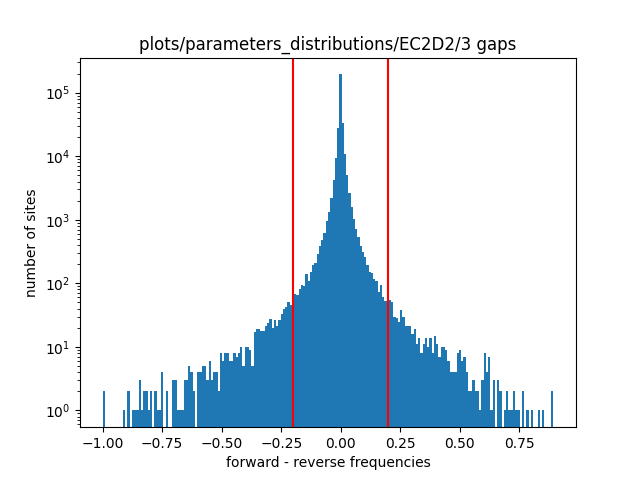 plots/parameters_distributions/EC2D2/3 gaps
number of sites
10^5
10^4
10^3
10^2
10^1
10^0
−1.00 −0.75 −0.50 −0.25 0.00 0.25 0.50 0.75
forward - reverse frequencies